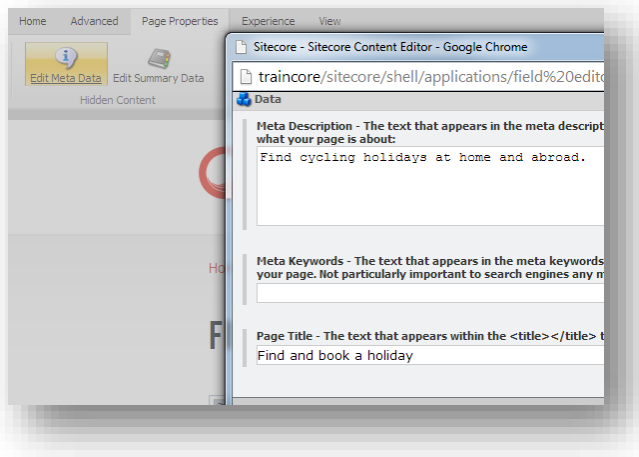 Home Advanced Page Properties Experience View
Sitecore - Sitecore Content Editor - Google Chrome
Edit Meta Data Edit Summary Data
traincore/sitecore/shell/applications/field%20edito
Hidden Content
Data
Meta Description - The text that appears in the meta descript
what your page is about:
Find cycling holidays at home and abroad.
Meta Keywords - The text that appears in the meta keywords
your page. Not particularly important to search engines any m
Ho
Page Title - The text that appears within the <title></title> t
F
Find and book a holiday